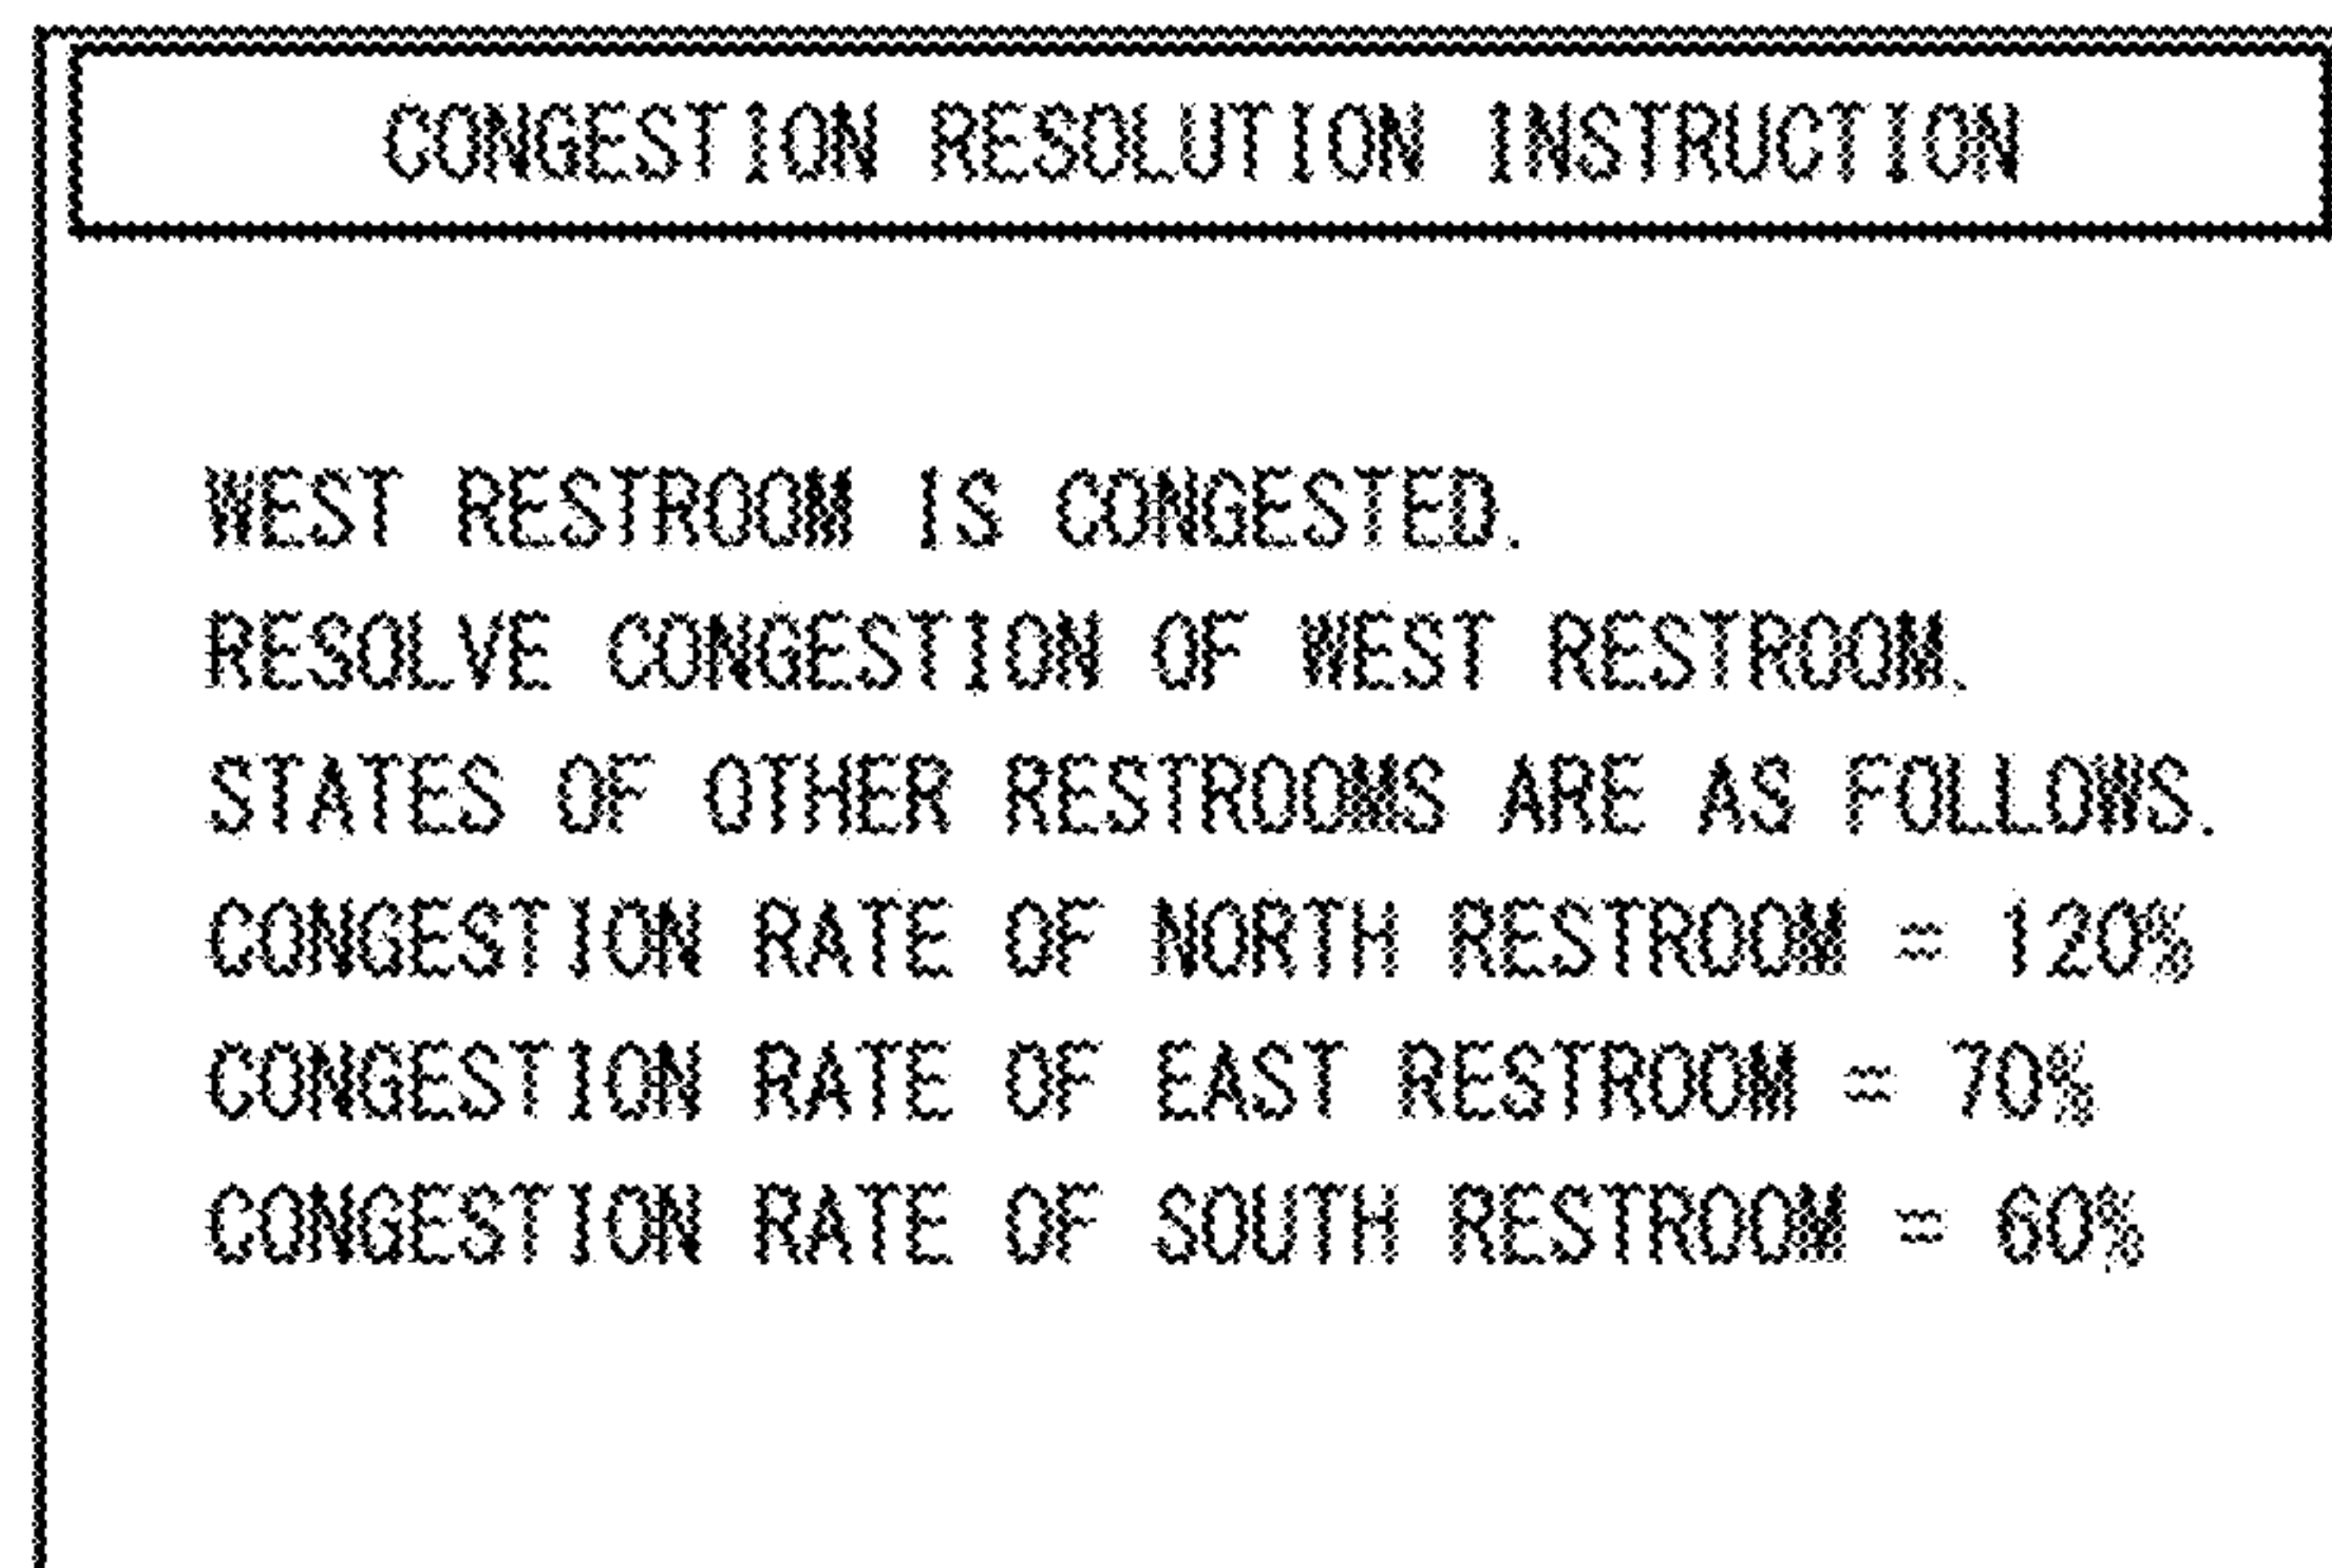 CONGESTION RESOLUTION INSTRUCTION
WEST RESTROOM IS CONGESTED.
RESOLVE CONGESTION OF WEST RESTROOM.
STATES OF OTHER RESTROOMS ARE AS FOLLOWS.
CONGESTION RATE OF NORTH RESTROOM = 120%
CONGESTION RATE OF EAST RESTROOM = 70%
CONGESTION RATE OF SOUTH RESTROOM = 60%